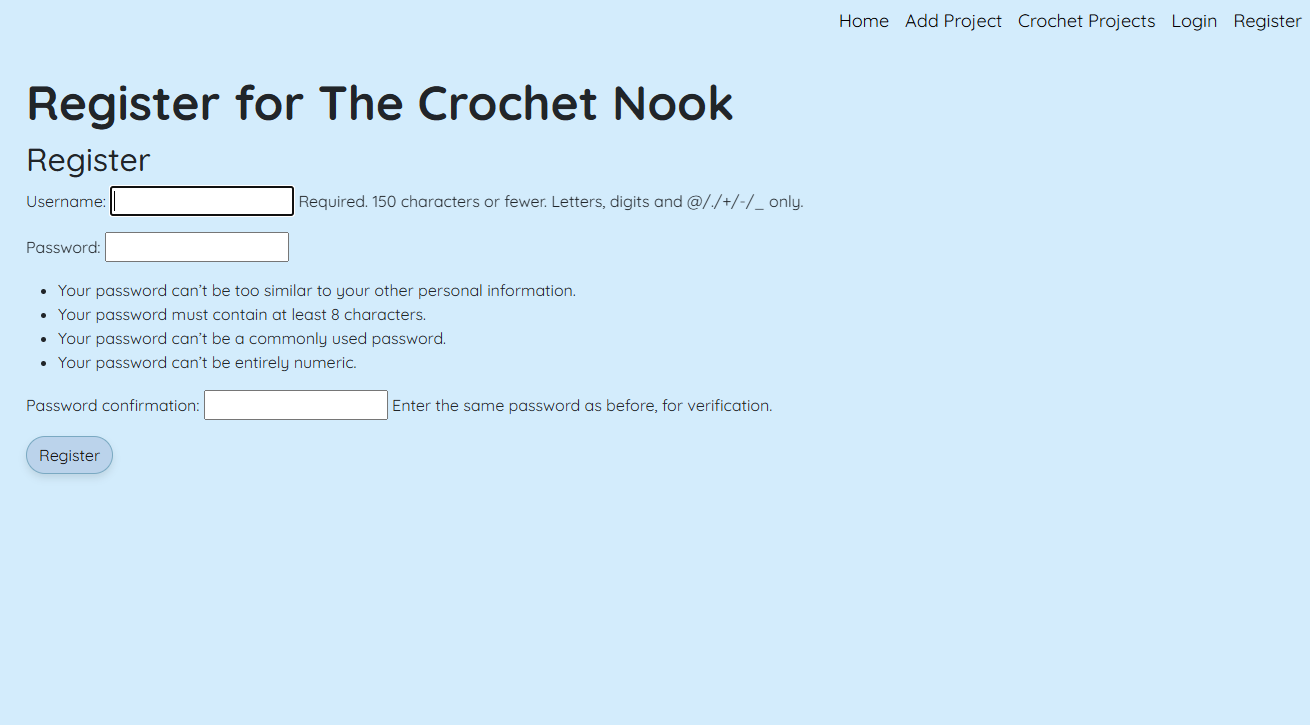 Home Add Project Crochet Projects Login Register
Register for The Crochet Nook
Register
Username: Required. 150 characters or fewer. Letters, digits and @/./+/-/_ only.
Password:
• Your password can’t be too similar to your other personal information.
• Your password must contain at least 8 characters.
• Your password can’t be a commonly used password.
• Your password can’t be entirely numeric.
Password confirmation: Enter the same password as before, for verification.
Register